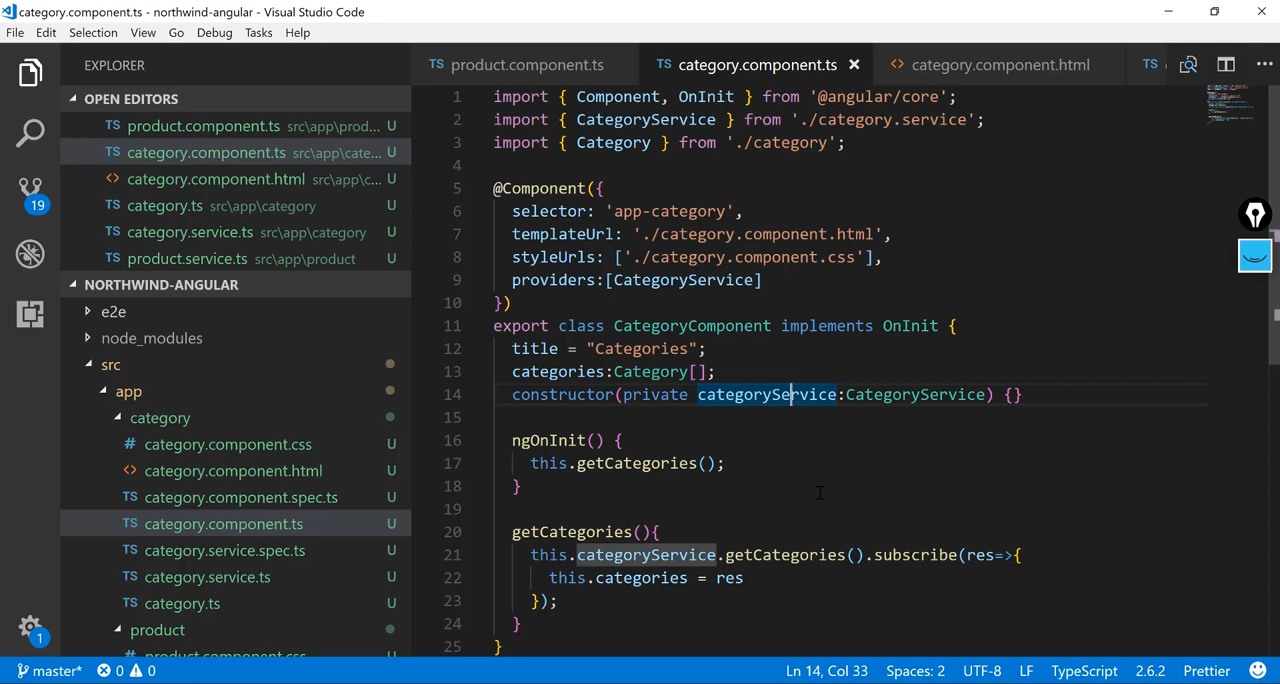 category.component.ts - northwind-angular - Visual Studio Code
File Edit Selection View Go Debug Tasks Help
EXPLORER
OPEN EDITORS
TS product.component.ts src\app\prod... U
TS category.component.ts src\app\cate... U
<> category.component.html src\app\c... U
TS category.ts src\app\category U
TS category.service.ts src\app\category U
TS product.service.ts src\app\product U
NORTHWIND-ANGULAR
e2e
node_modules
src
app
category
# category.component.css U
<> category.component.html U
TS category.component.spec.ts U
TS category.component.ts U
TS category.service.spec.ts U
TS category.service.ts U
TS category.ts U
product
product.component.css U
19
1
TS product.component.ts TS category.component.ts × <> category.component.html TS
1 import { Component, OnInit } from '@angular/core';
2 import { CategoryService } from './category.service';
3 import { Category } from './category';
4
5 @Component({
6 selector: 'app-category',
7 templateUrl: './category.component.html',
8 styleUrls: ['./category.component.css'],
9 providers:[CategoryService]
10 })
11 export class CategoryComponent implements OnInit {
12 title = "Categories";
13 categories:Category[];
14 constructor(private categoryService:CategoryService) {}
15
16 ngOnInit() {
17 this.getCategories();
18 }
19
20 getCategories(){
21 this.categoryService.getCategories().subscribe(res=>{
22 this.categories = res
23 });
24 }
25 }
master* 0 0 Ln 14, Col 33 Spaces: 2 UTF-8 LF TypeScript 2.6.2 Prettier